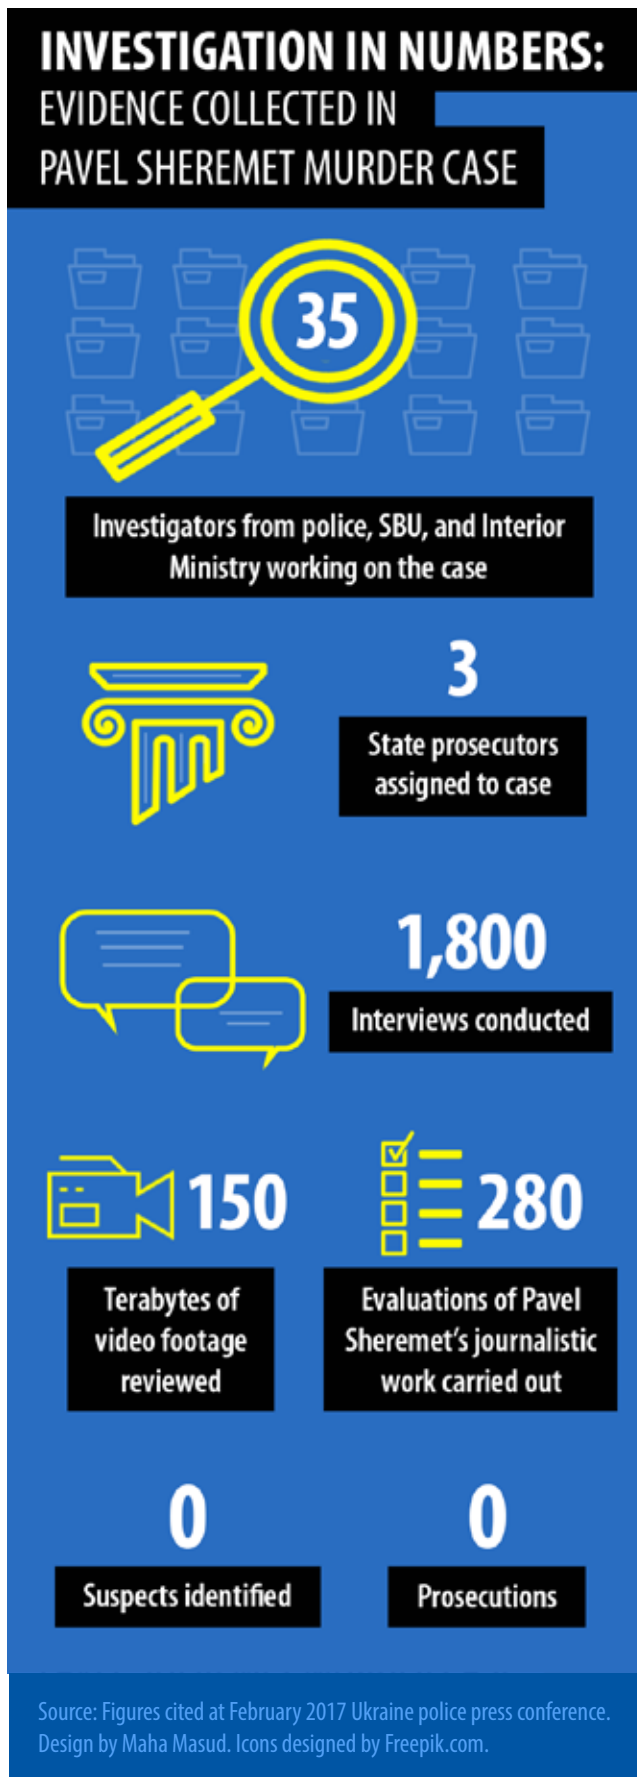 INVESTIGATION IN NUMBERS:
EVIDENCE COLLECTED IN
PAVEL SHEREMET MURDER CASE
35
Investigators from police, SBU, and Interior
Ministry working on the case
3
State prosecutors
assigned to case
1,800
Interviews conducted
150
Terabytes of
video footage
reviewed
280
Evaluations of Pavel
Sheremet's journalistic
work carried out
0
Suspects identified
0
Prosecutions
Source: Figures cited at February 2017 Ukraine police press conference.
Design by Maha Masud. Icons designed by Freepik.com.